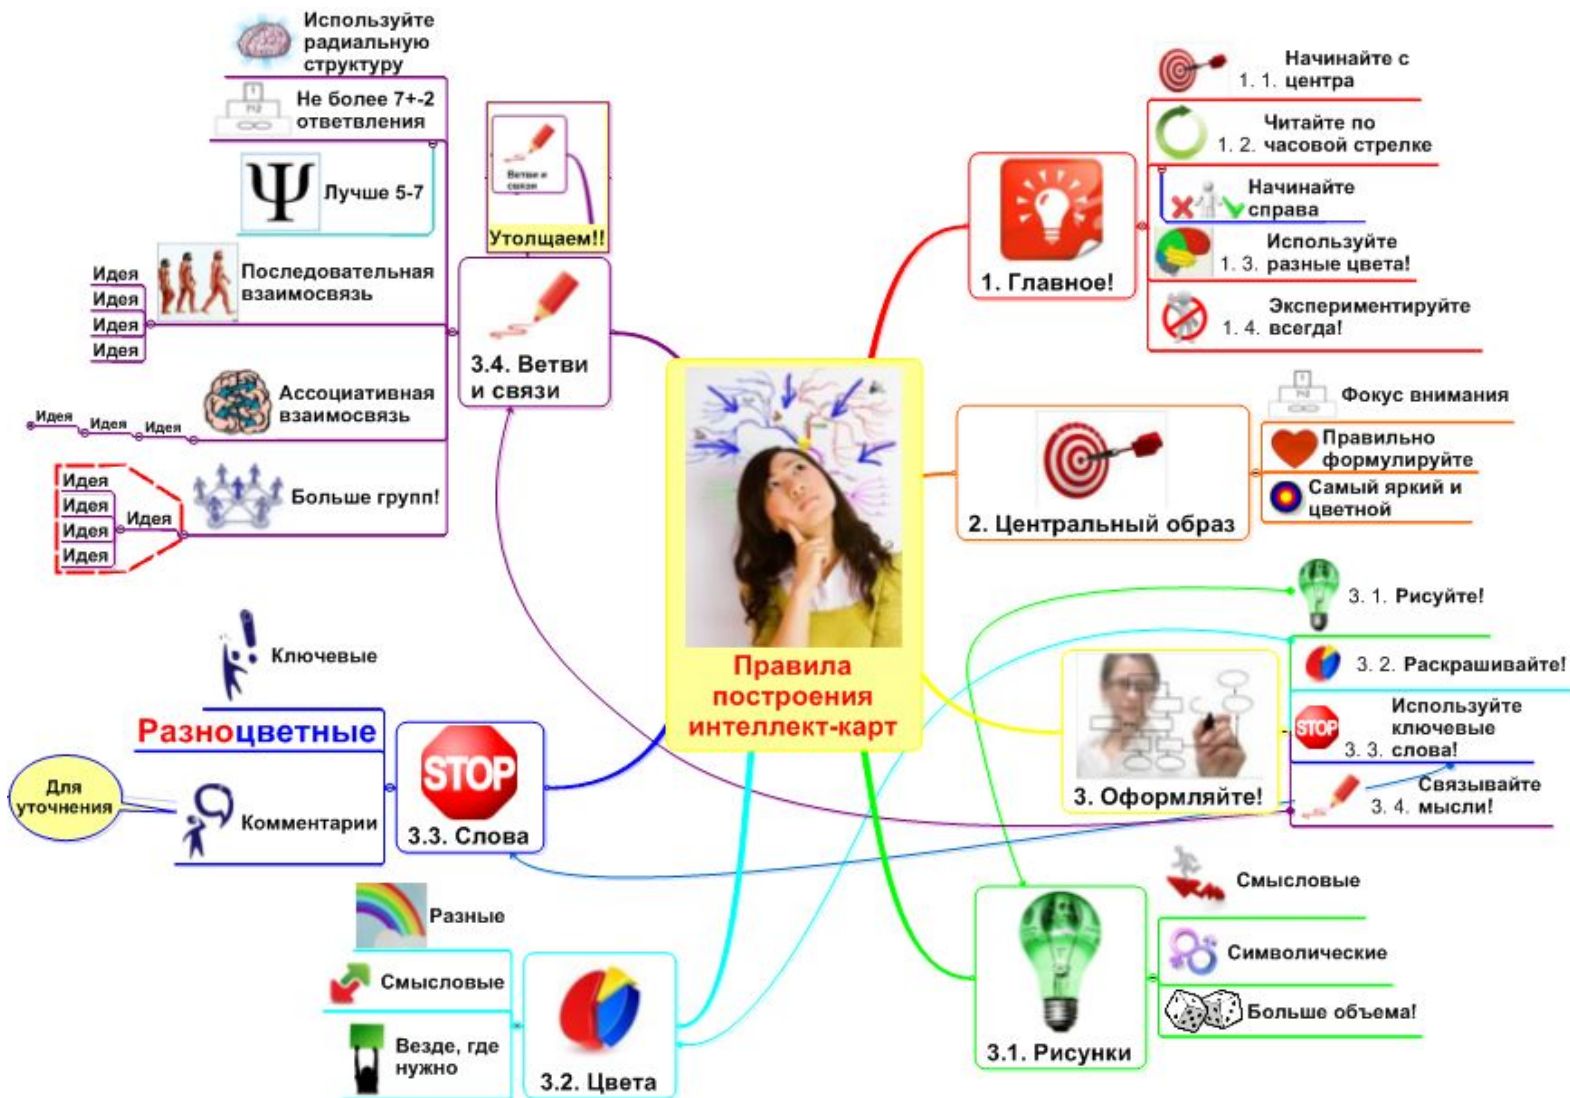 Правила
построения
интеллект-карт
1. Главное!
1. 1. Начинайте с
центра
1. 2. Читайте по
часовой стрелке
Начинайте
справа
1. 3. Используйте
разные цвета!
1. 4. Экспериментируйте
всегда!
2. Центральный образ
Фокус внимания
Правильно
формулируйте
Самый яркий и
цветной
3. Оформляйте!
3. 1. Рисуйте!
3. 2. Раскрашивайте!
STOP
Используйте
ключевые
3. 3. слова!
Связывайте
3. 4. мысли!
3.1. Рисунки
Смысловые
Символические
Больше объема!
3.2. Цвета
Разные
Смысловые
Везде, где
нужно
STOP
3.3. Слова
Ключевые
Разноцветные
Комментарии
Для
уточнения
3.4. Ветви
и связи
Ветви и
связи
Утолщаем!!
Используйте
радиальную
структуру
Не более 7+-2
ответвления
Ψ
Лучше 5-7
Последовательная
взаимосвязь
Идея
Идея
Идея
Идея
Ассоциативная
взаимосвязь
Идея
Идея
Идея
Больше групп!
Идея
Идея
Идея
Идея
Идея